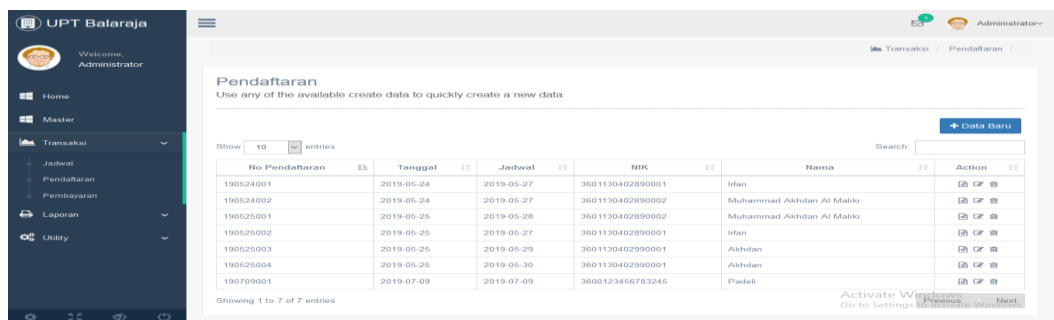 UPT Balaraja
1
Administrator
Welcome,
Administrator
Transaksi / Pendaftaran /
Home
Master
Transaksi
Jadwal
Pendaftaran
Pembayaran
Laporan
Utility
Pendaftaran
Use any of the available create data to quickly create a new data
+ Data Baru
Show 10 entries
Search:
No Pendaftaran Tanggal Jadwal NIK Nama Action
190524001 2019-05-24 2019-05-27 3601130402890001 Irfan
190524002 2019-05-24 2019-05-27 3601130402890002 Muhammad Akhdan Al Maliki
190525001 2019-05-25 2019-05-28 3601130402890002 Muhammad Akhdan Al Maliki
190525002 2019-05-25 2019-05-27 3601130402890001 Irfan
190525003 2019-05-25 2019-05-29 3601130402990001 Akhdan
190525004 2019-05-25 2019-05-30 3601130402990001 Akhdan
190709001 2019-07-09 2019-07-09 3600123456783245 Padeli
Showing 1 to 7 of 7 entries
Previous Next
Activate Windows
Go to Settings to activate Windows.